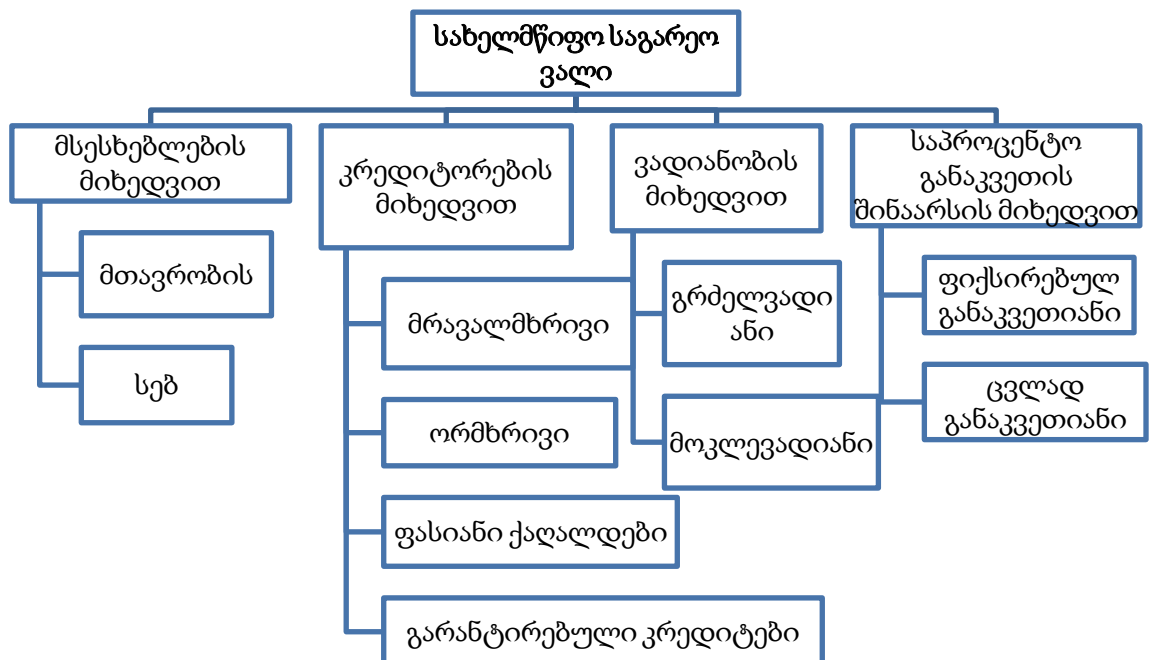 სახელმწიფო საგარეო
ვალი
მსესხებლების
მიხედვით
მთავრობის
სებ
კრედიტორების
მიხედვით
მრავალმხრივი
ორმხრივი
ფასიანი ქაღალდები
გარანტირებული კრედიტები
ვადიანობის
მიხედვით
გრძელვადი
ანი
მოკლევადიანი
საპროცენტო
განაკვეთის
შინაარსის მიხედვით
ფიქსირებულ
განაკვეთიანი
ცვლად
განაკვეთიანი